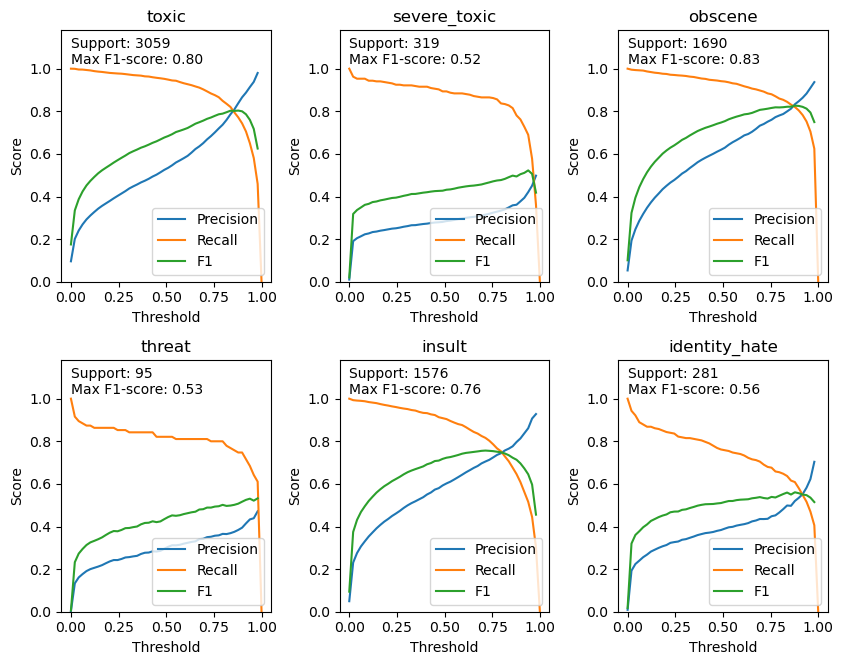 toxic
Support: 3059
Max F1-score: 0.80
1.0
0.8
0.6
0.4
0.2
0.0
Score
Precision
Recall
F1
0.00 0.25 0.50 0.75 1.00
Threshold
severe_toxic
Support: 319
Max F1-score: 0.52
1.0
0.8
0.6
0.4
0.2
0.0
Score
Precision
Recall
F1
0.00 0.25 0.50 0.75 1.00
Threshold
obscene
Support: 1690
Max F1-score: 0.83
1.0
0.8
0.6
0.4
0.2
0.0
Score
Precision
Recall
F1
0.00 0.25 0.50 0.75 1.00
Threshold
threat
Support: 95
Max F1-score: 0.53
1.0
0.8
0.6
0.4
0.2
0.0
Score
Precision
Recall
F1
0.00 0.25 0.50 0.75 1.00
Threshold
insult
Support: 1576
Max F1-score: 0.76
1.0
0.8
0.6
0.4
0.2
0.0
Score
Precision
Recall
F1
0.00 0.25 0.50 0.75 1.00
Threshold
identity_hate
Support: 281
Max F1-score: 0.56
1.0
0.8
0.6
0.4
0.2
0.0
Score
Precision
Recall
F1
0.00 0.25 0.50 0.75 1.00
Threshold